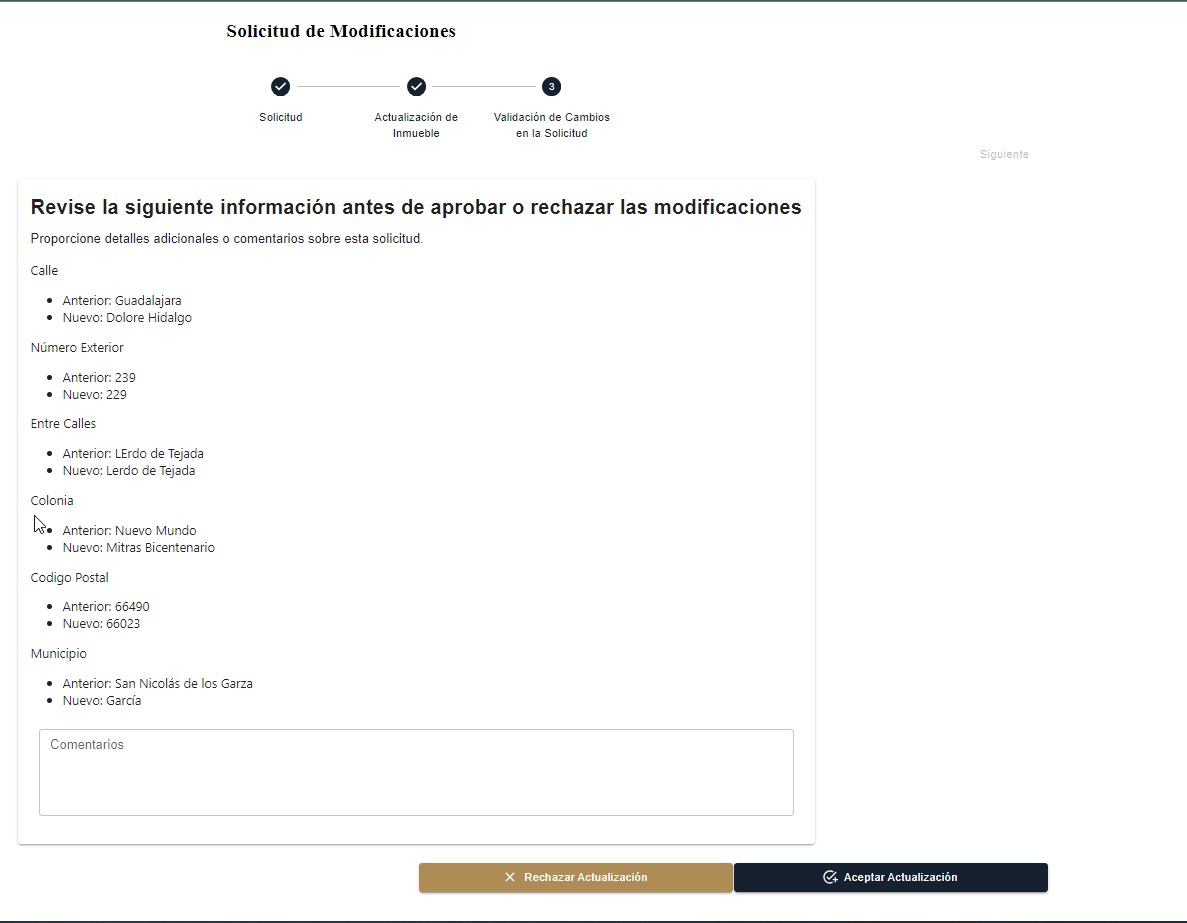 Solicitud de Modificaciones
3
Solicitud
Actualización de
Inmueble
Validación de Cambios
en la Solicitud
Siguiente
Revise la siguiente información antes de aprobar o rechazar las modificaciones
Proporcione detalles adicionales o comentarios sobre esta solicitud.
Calle
Anterior: Guadalajara
Nuevo: Dolore Hidalgo
Número Exterior
Anterior: 239
Nuevo: 229
Entre Calles
Anterior: LErdo de Tejada
Nuevo: Lerdo de Tejada
Colonia
Anterior: Nuevo Mundo
Nuevo: Mitras Bicentenario
Codigo Postal
Anterior: 66490
Nuevo: 66023
Municipio
Anterior: San Nicolás de los Garza
Nuevo: García
Comentarios
Rechazar Actualización
Aceptar Actualización